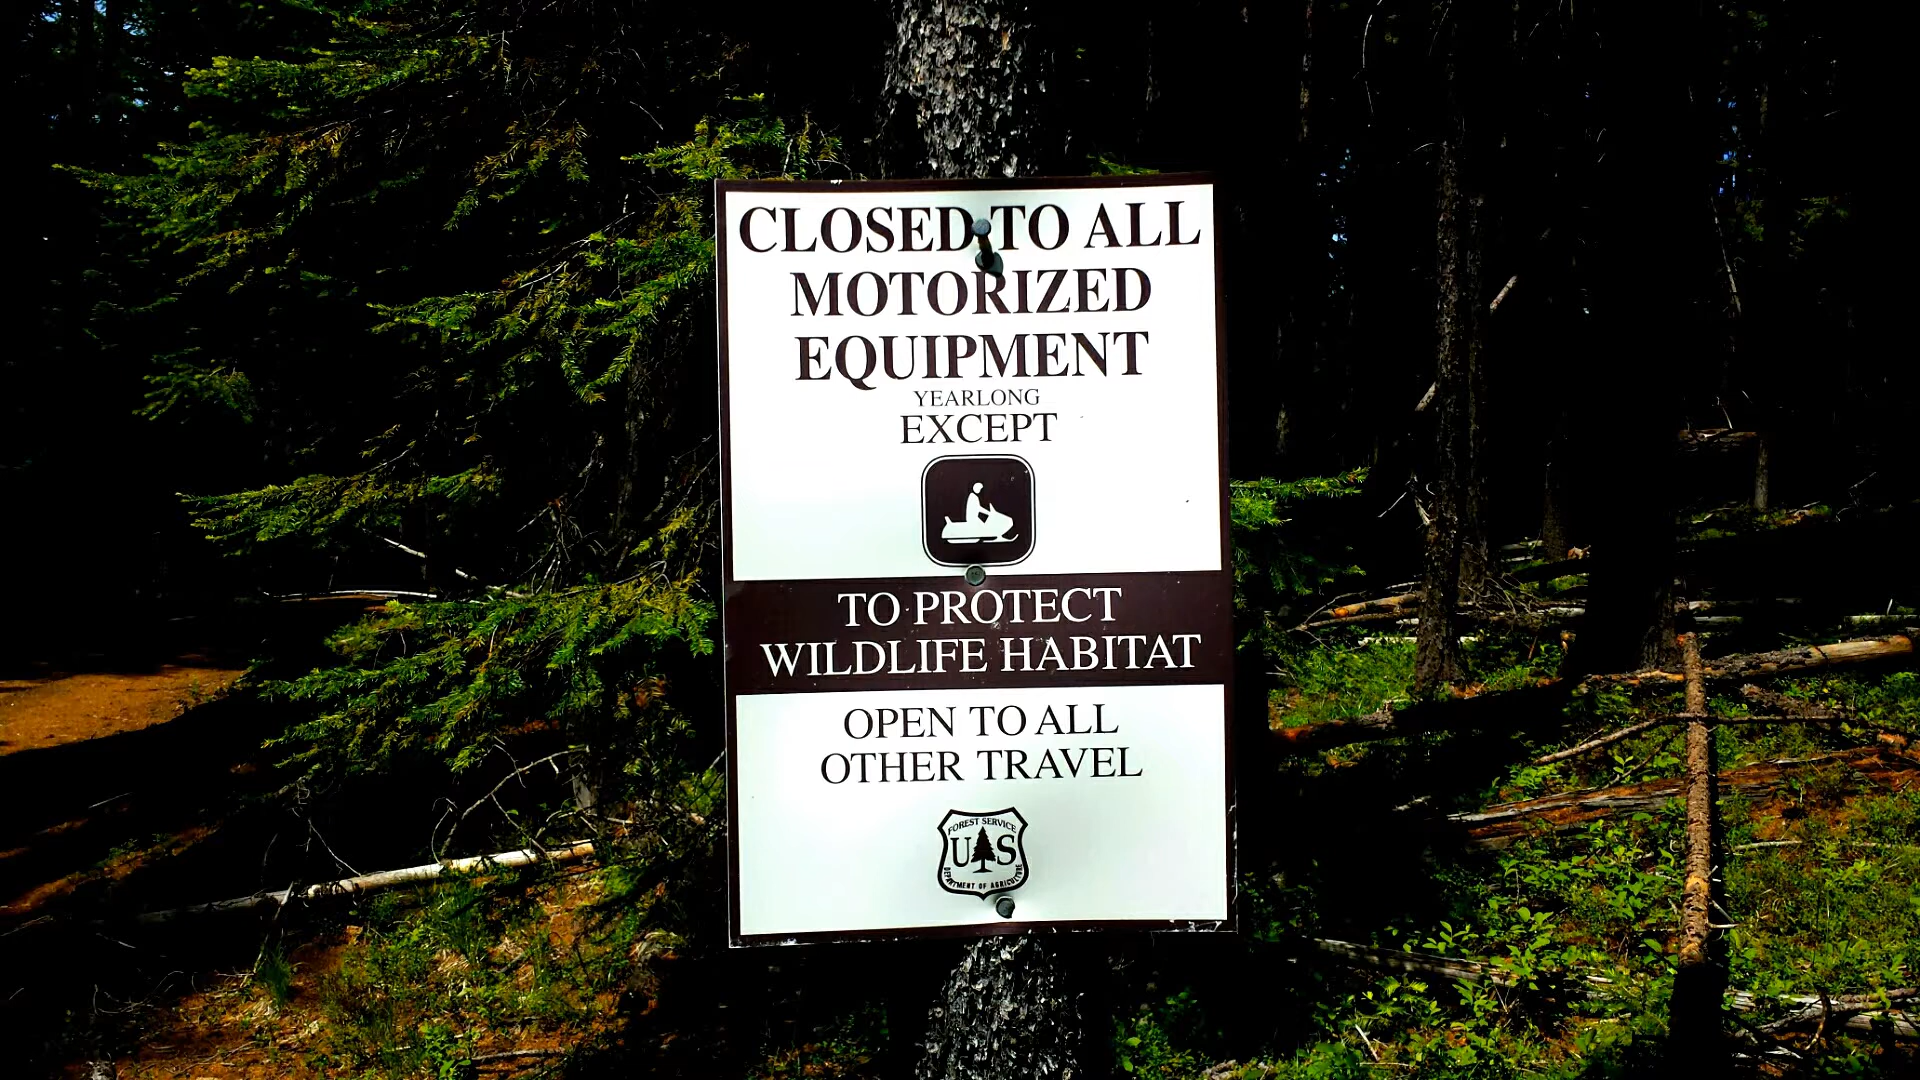 CLOSED TO ALL
MOTORIZED
EQUIPMENT
YEARLONG
EXCEPT
TO PROTECT
WILDLIFE HABITAT
OPEN TO ALL
OTHER TRAVEL
FOREST SERVICE
U S
DEPARTMENT OF AGRICULTURE